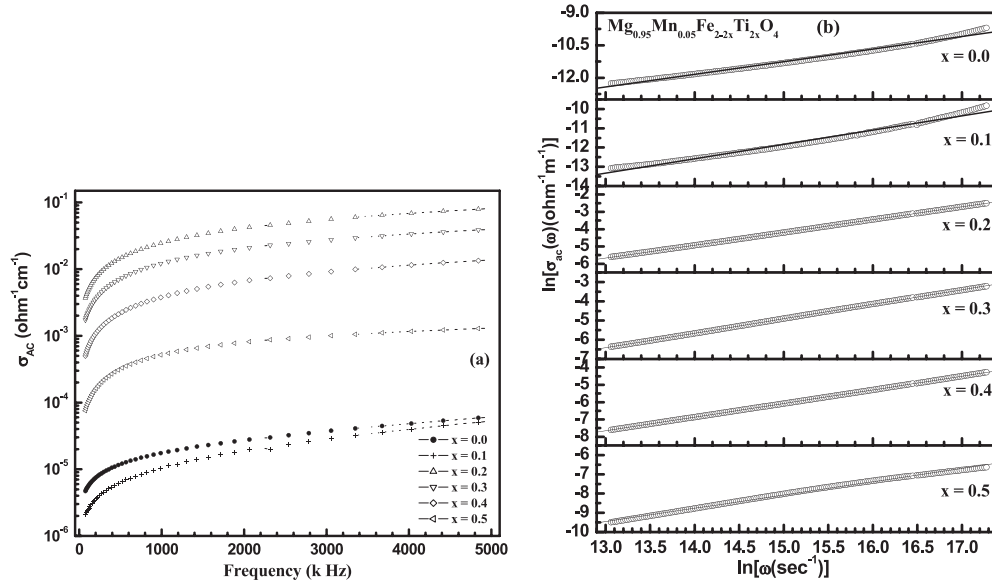 10⁻¹
10⁻²
10⁻³
10⁻⁴
10⁻⁵
10⁻⁶
σAC (ohm⁻¹cm⁻¹)
(a)
x = 0.0
x = 0.1
x = 0.2
x = 0.3
x = 0.4
x = 0.5
0 1000 2000 3000 4000 5000
Frequency (k Hz)
Mg0.95Mn0.05Fe2-2xTi2xO4 (b)
-9.0
-10.5
-12.0
x = 0.0
-10
-11
-12
-13
-14
x = 0.1
-2
-3
-4
-5
-6
x = 0.2
-3
-4
-5
-6
-7
x = 0.3
-4
-5
-6
-7
-8
x = 0.4
-6
-7
-8
-9
-10
x = 0.5
ln[σac(ω)(ohm⁻¹m⁻¹)]
13.0 13.5 14.0 14.5 15.0 15.5 16.0 16.5 17.0
ln[ω(sec⁻¹)]